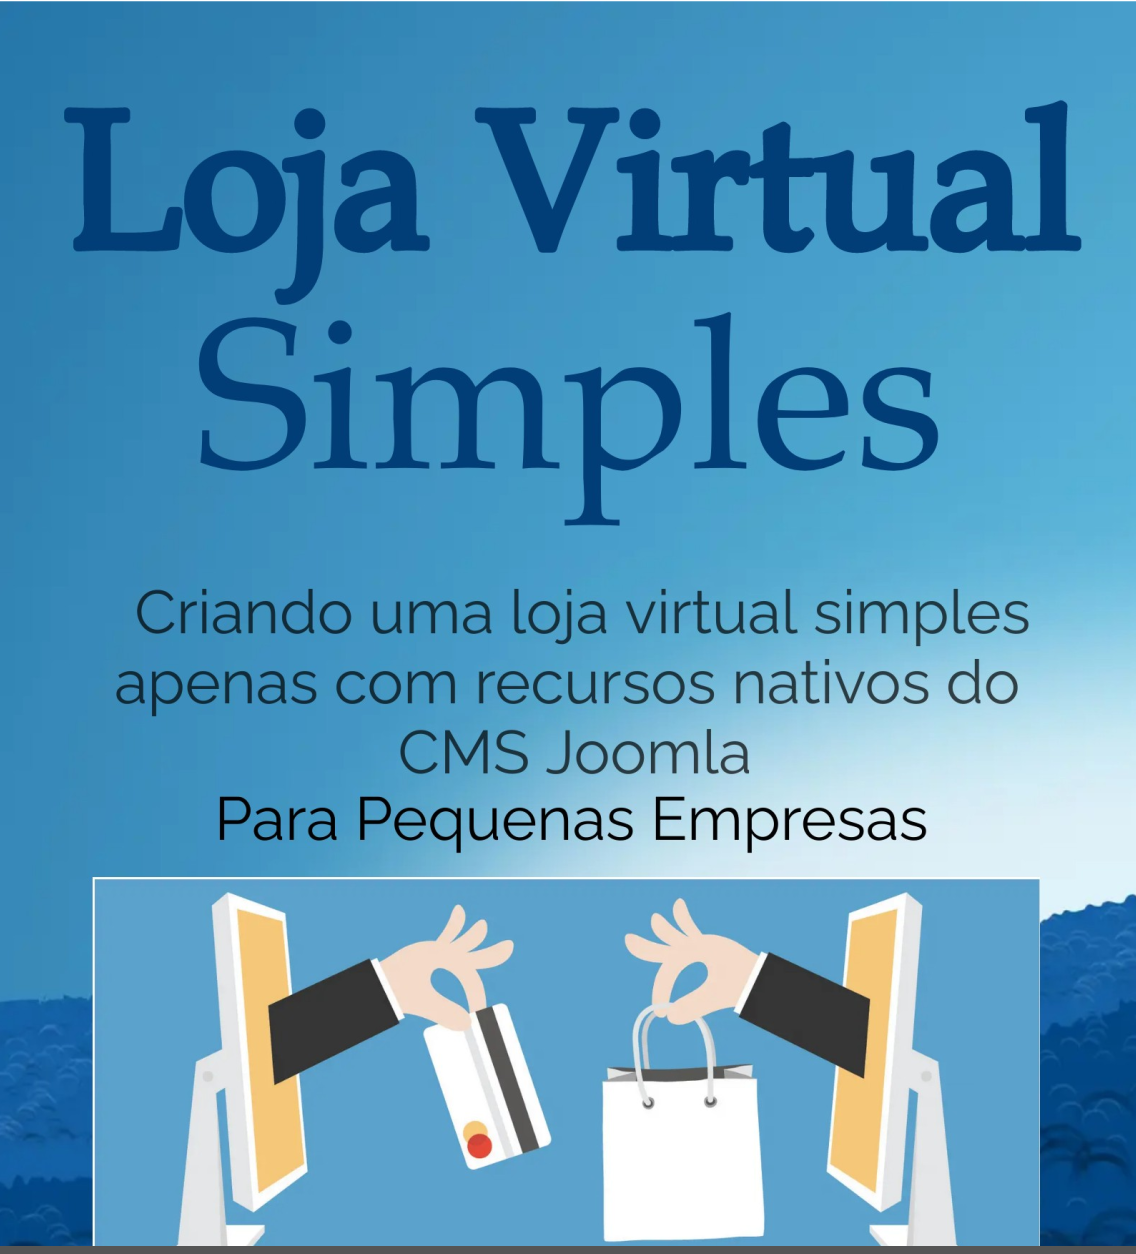 Loja Virtual
Simples
Criando uma loja virtual simples
apenas com recursos nativos do
CMS Joomla
Para Pequenas Empresas